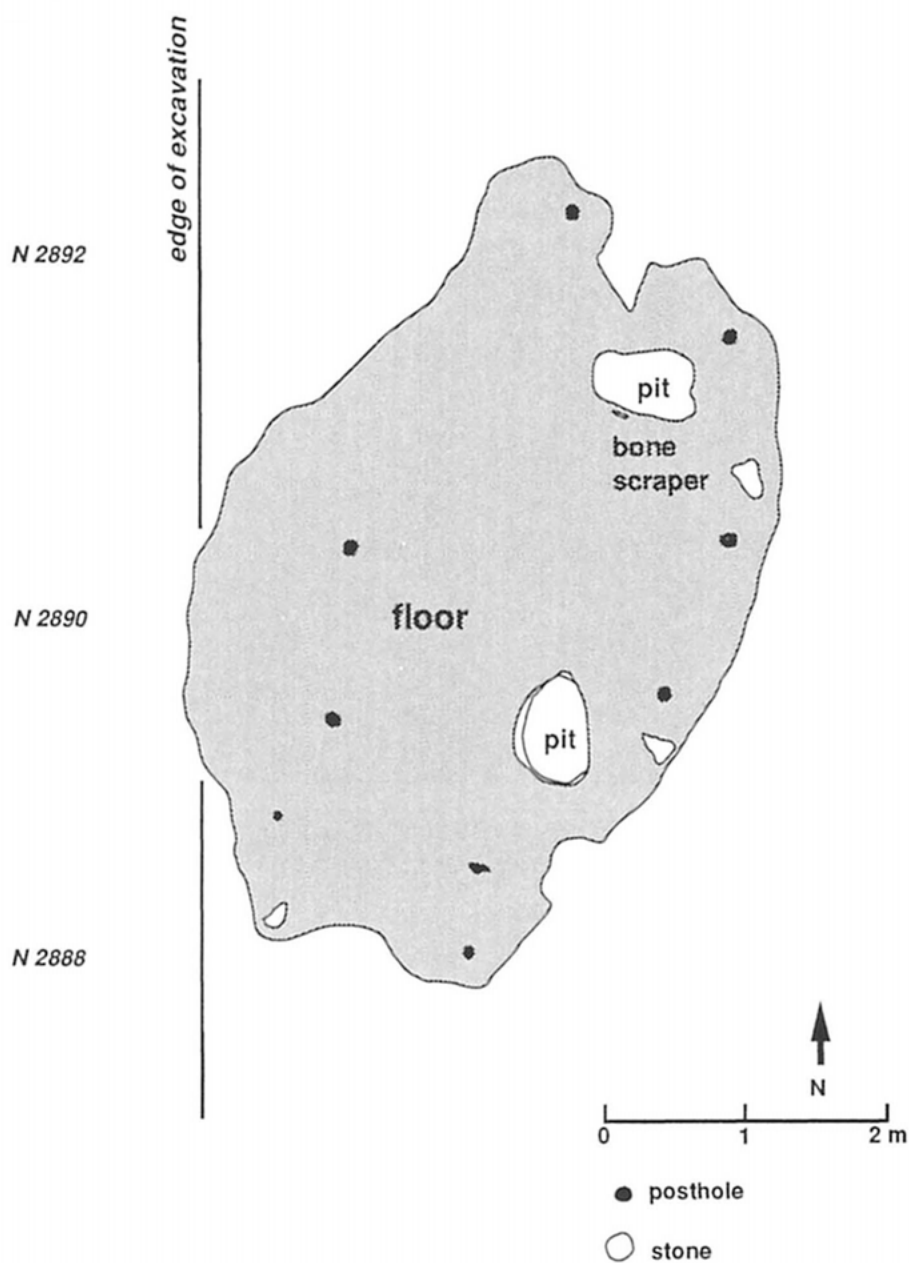 edge of excavation
N 2892
pit
bone
scraper
N 2890
floor
pit
N 2888
N
0 1 2 m
posthole
stone